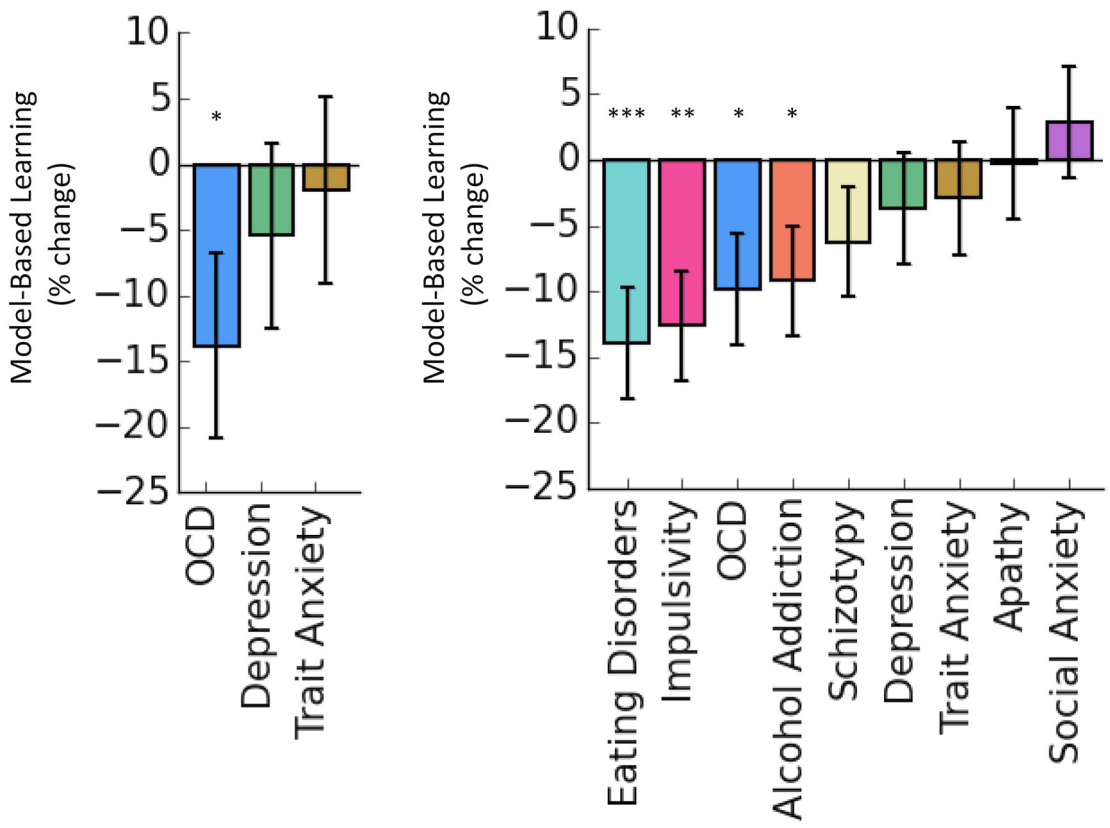 Model-Based Learning
(% change)
10
5
0
−5
−10
−15
−20
−25
*
OCD
Depression
Trait Anxiety
Model-Based Learning
(% change)
10
5
0
−5
−10
−15
−20
−25
*** ** * *
Eating Disorders
Impulsivity
OCD
Alcohol Addiction
Schizotypy
Depression
Trait Anxiety
Apathy
Social Anxiety